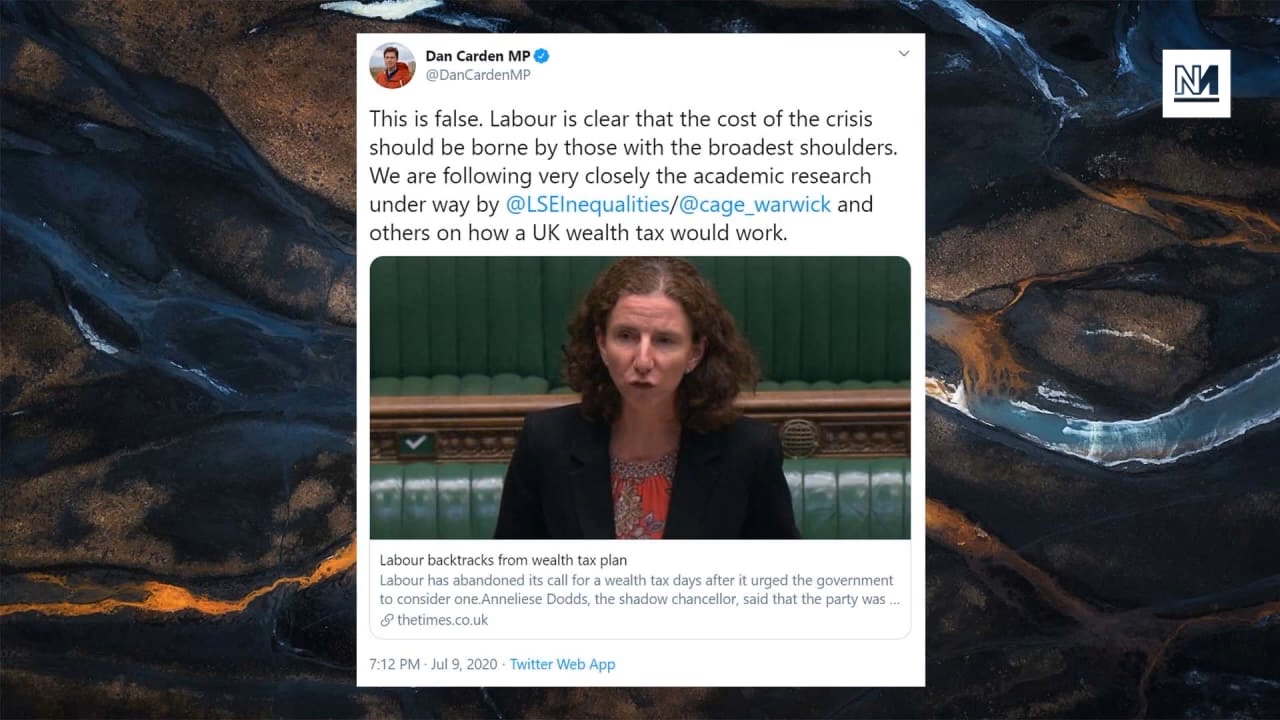 Dan Carden MP
@DanCardenMP
This is false. Labour is clear that the cost of the crisis
should be borne by those with the broadest shoulders.
We are following very closely the academic research
under way by @LSEInequalities/@cage_warwick and
others on how a UK wealth tax would work.
Labour backtracks from wealth tax plan
Labour has abandoned its call for a wealth tax days after it urged the government
to consider one.Anneliese Dodds, the shadow chancellor, said that the party was ...
thetimes.co.uk
7:12 PM · Jul 9, 2020 · Twitter Web App
NM